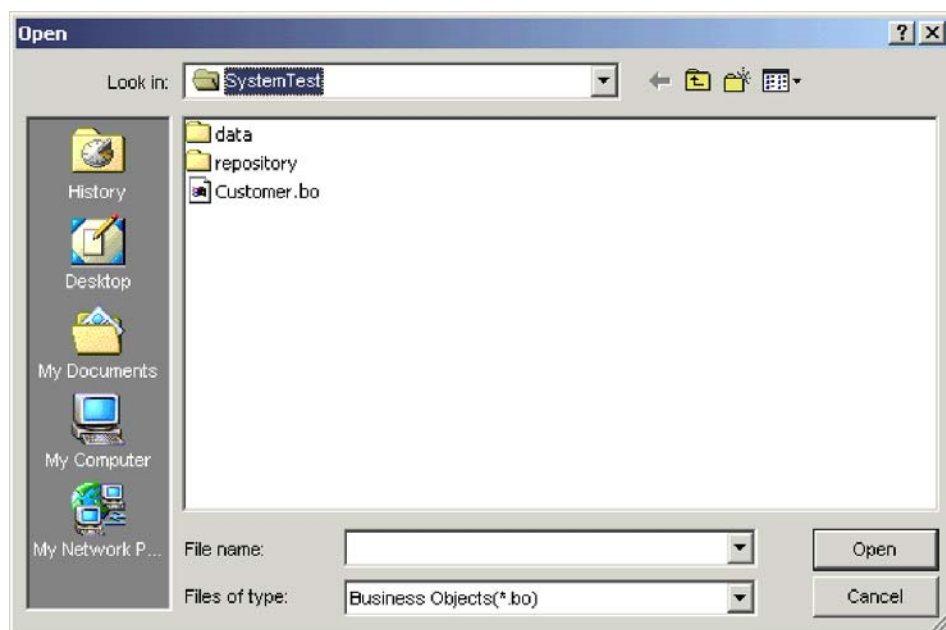 Open
Look in: SystemTest
History
Desktop
My Documents
My Computer
My Network P...
data
repository
Customer.bo
File name:
Open
Files of type: Business Objects(*.bo)
Cancel